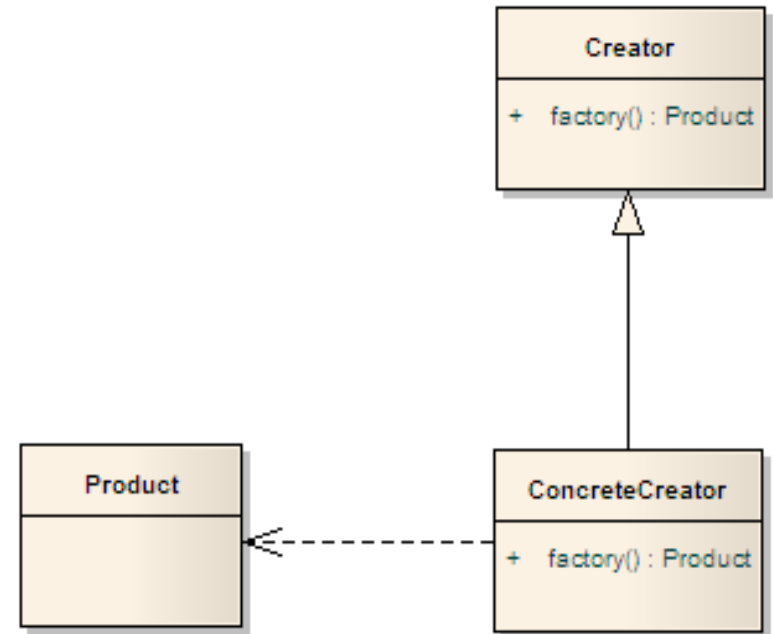 Creator
+ factory() : Product
Product
ConcreteCreator
+ factory() : Product